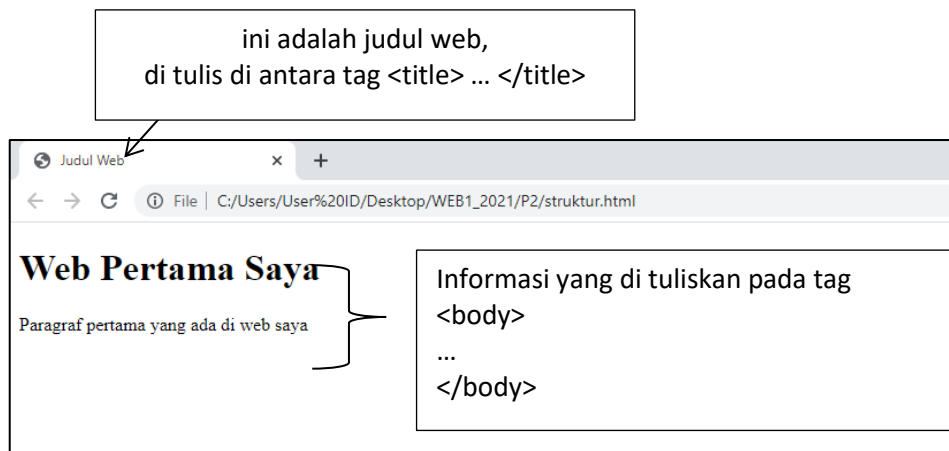 ini adalah judul web,
di tulis di antara tag <title> … </title>
Judul Web
File | C:/Users/User%20ID/Desktop/WEB1_2021/P2/struktur.html
Web Pertama Saya
Paragraf pertama yang ada di web saya
Informasi yang di tuliskan pada tag
<body>
…
</body>